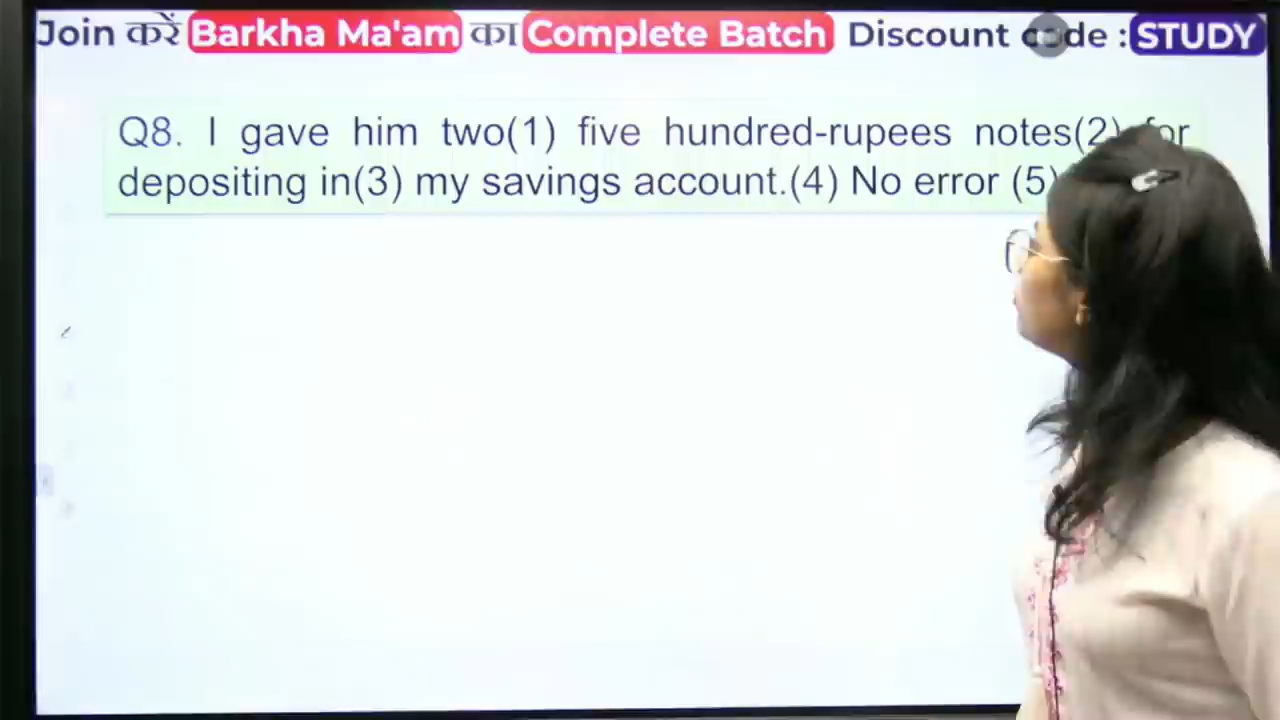 Join करें Barkha Ma'am का Complete Batch Discount code : STUDY
Q8. I gave him two(1) five hundred-rupees notes(2) for
depositing in(3) my savings account.(4) No error (5)